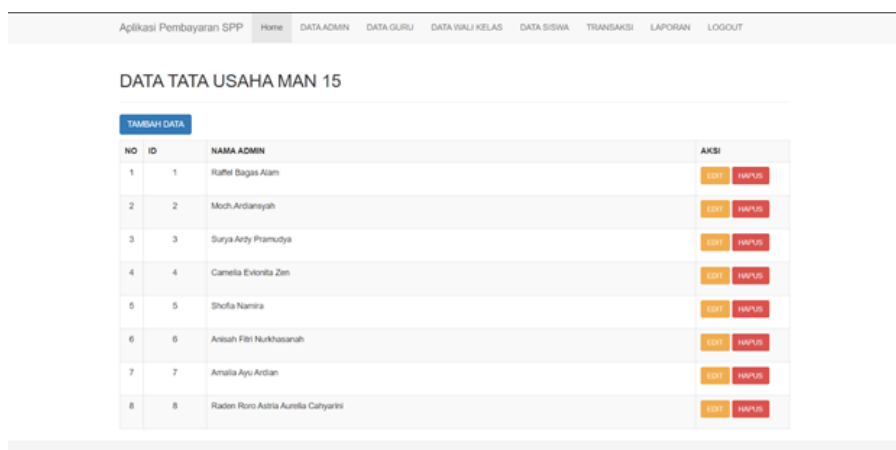 Aplikasi Pembayaran SPP Home DATA ADMIN DATA GURU DATA WALI KELAS DATA SISWA TRANSAKSI LAPORAN LOGOUT
DATA TATA USAHA MAN 15
TAMBAH DATA
NO ID NAMA ADMIN AKSI
1 1 Raffel Bagas Alam EDIT HAPUS
2 2 Moch.Ardiansyah EDIT HAPUS
3 3 Surya Ardy Pramudya EDIT HAPUS
4 4 Camelia Evionita Zen EDIT HAPUS
5 5 Shofia Namira EDIT HAPUS
6 6 Anisah Fitri Nurkhasanah EDIT HAPUS
7 7 Amalia Ayu Ardian EDIT HAPUS
8 8 Raden Roro Astria Aurelia Cahyarini EDIT HAPUS